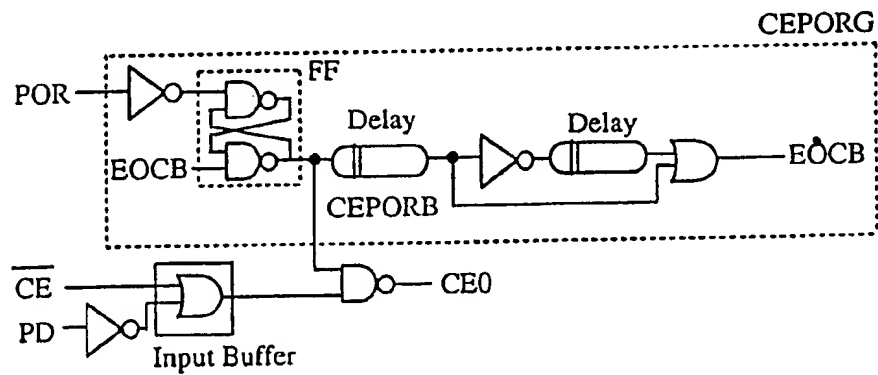 CEPORG
POR
FF
Delay
Delay
EOCB
EOCB
CEPORB
CE
CE0
PD
Input Buffer